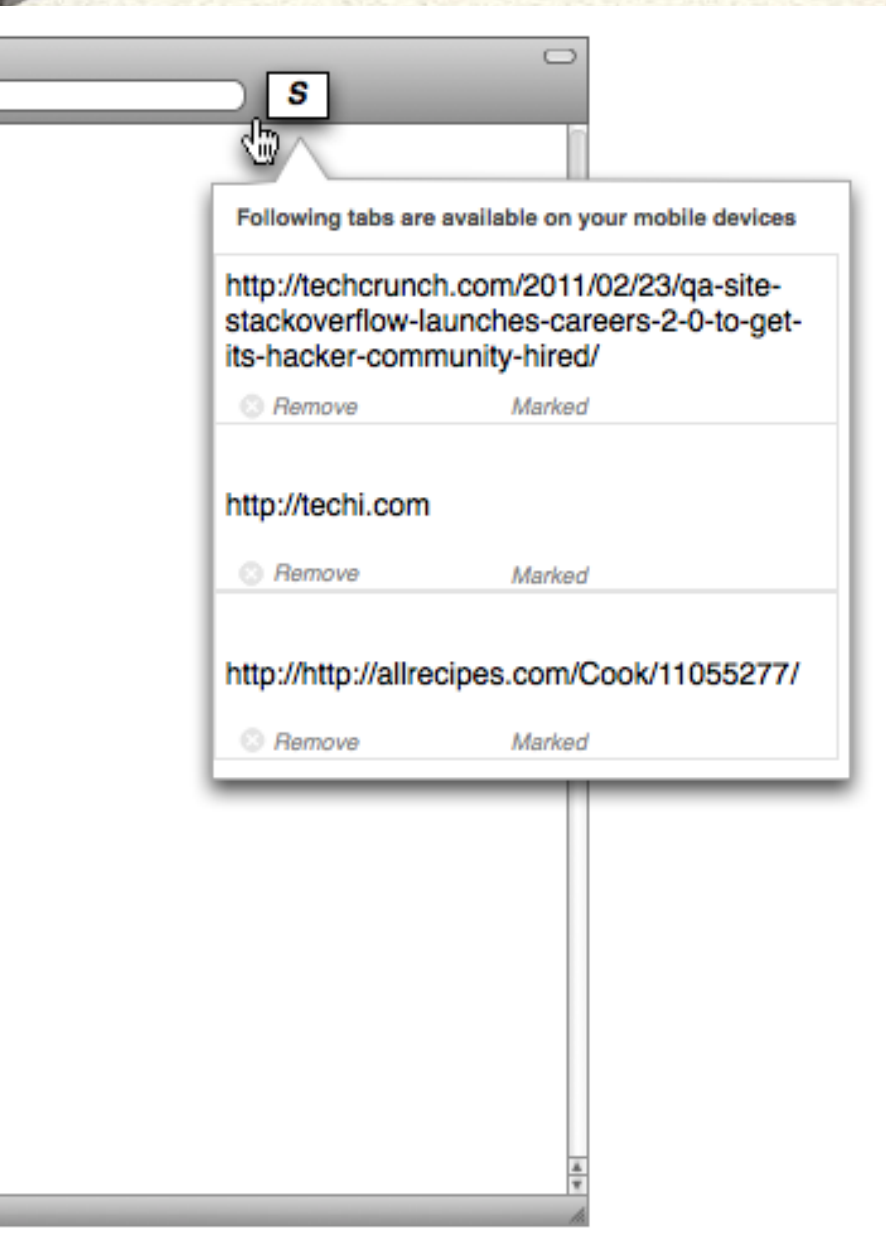 S
Following tabs are available on your mobile devices
http://techcrunch.com/2011/02/23/qa-site-
stackoverflow-launches-careers-2-0-to-get-
its-hacker-community-hired/
Remove Marked
http://techi.com
Remove Marked
http://http://allrecipes.com/Cook/11055277/
Remove Marked